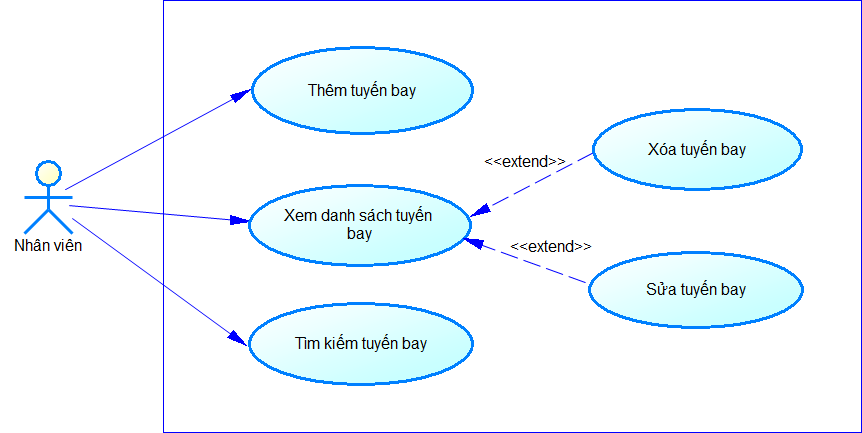 Thêm tuyến bay
<<extend>>
Xóa tuyến bay
Xem danh sách tuyến
bay
Nhân viên
<<extend>>
Sửa tuyến bay
Tìm kiếm tuyến bay